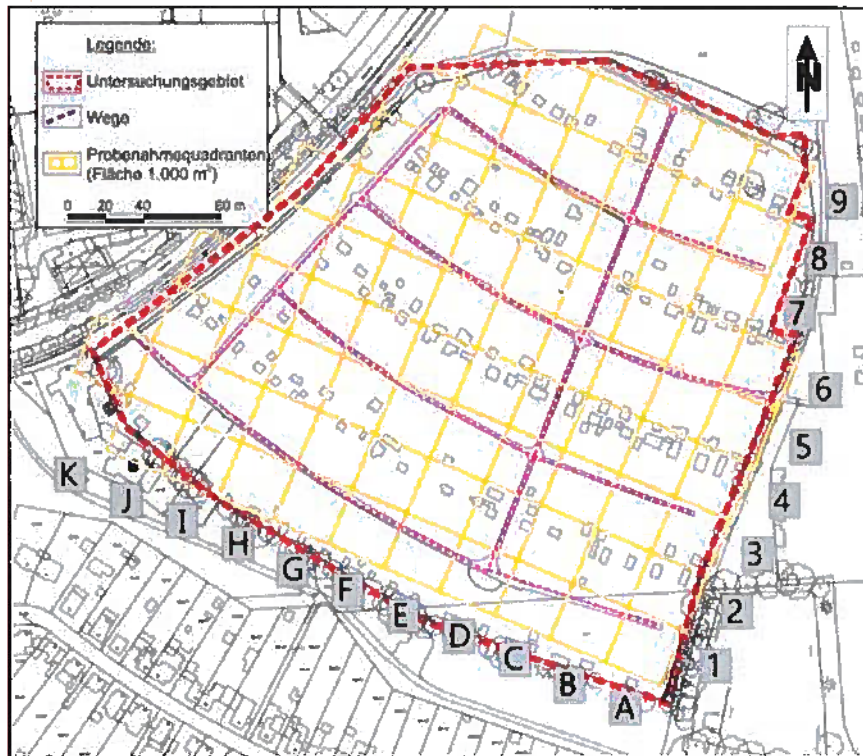 Legende:
Untersuchungsgebiet
Wege
Probenahmequadranten
(Fläche 1.000 m²)
0 20 40 80 m
N
9
8
7
6
5
4
3
2
1
K
J
I
H
G
F
E
D
C
B
A